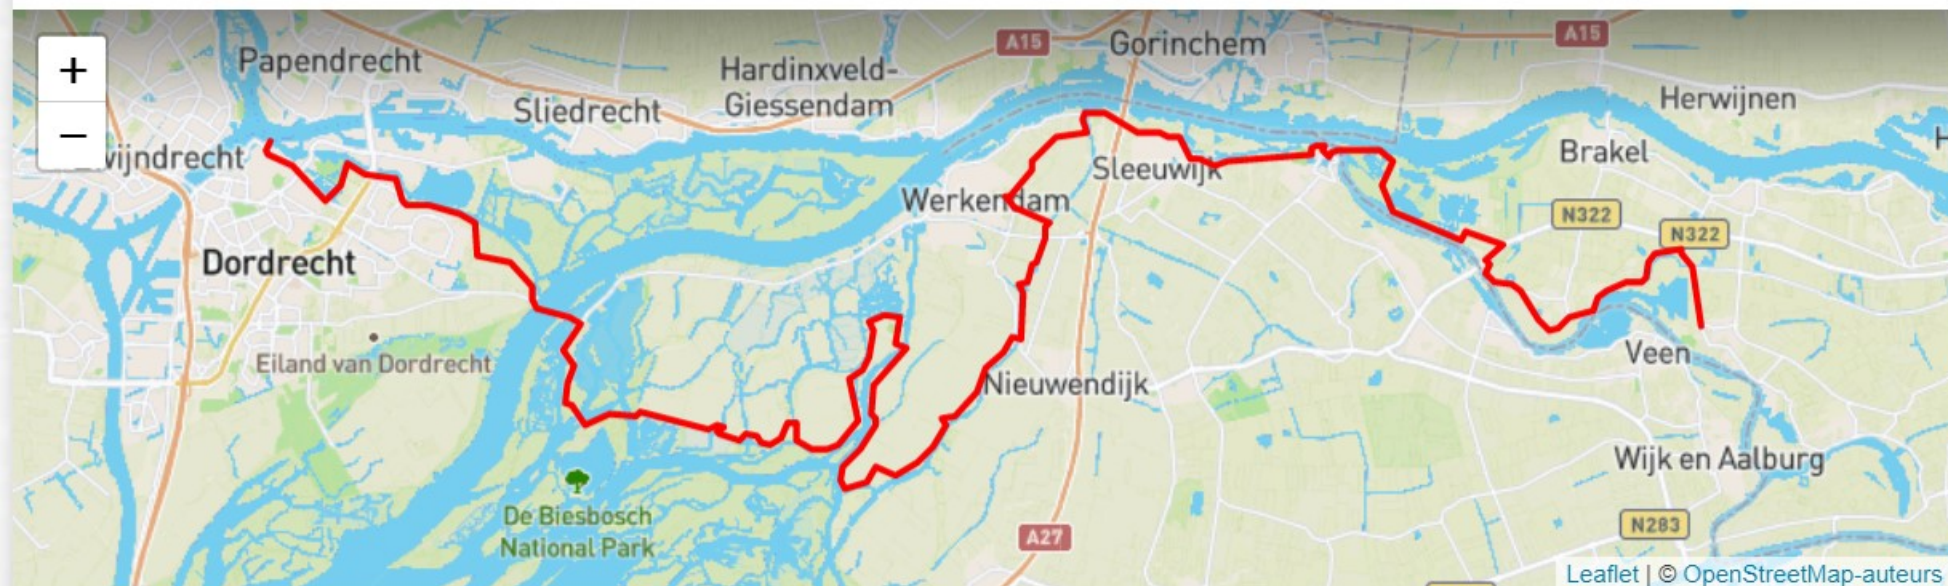 +
−
Papendrecht
wijndrecht
Sliedrecht
Hardinxveld-
Giessendam
A15
Gorinchem
A15
Herwijnen
H
Brakel
Sleeuwijk
Werkendam
N322
N322
Dordrecht
Eiland van Dordrecht
Nieuwendijk
Veen
Wijk en Aalburg
De Biesbosch
National Park
A27
N283
Leaflet | © OpenStreetMap-auteurs